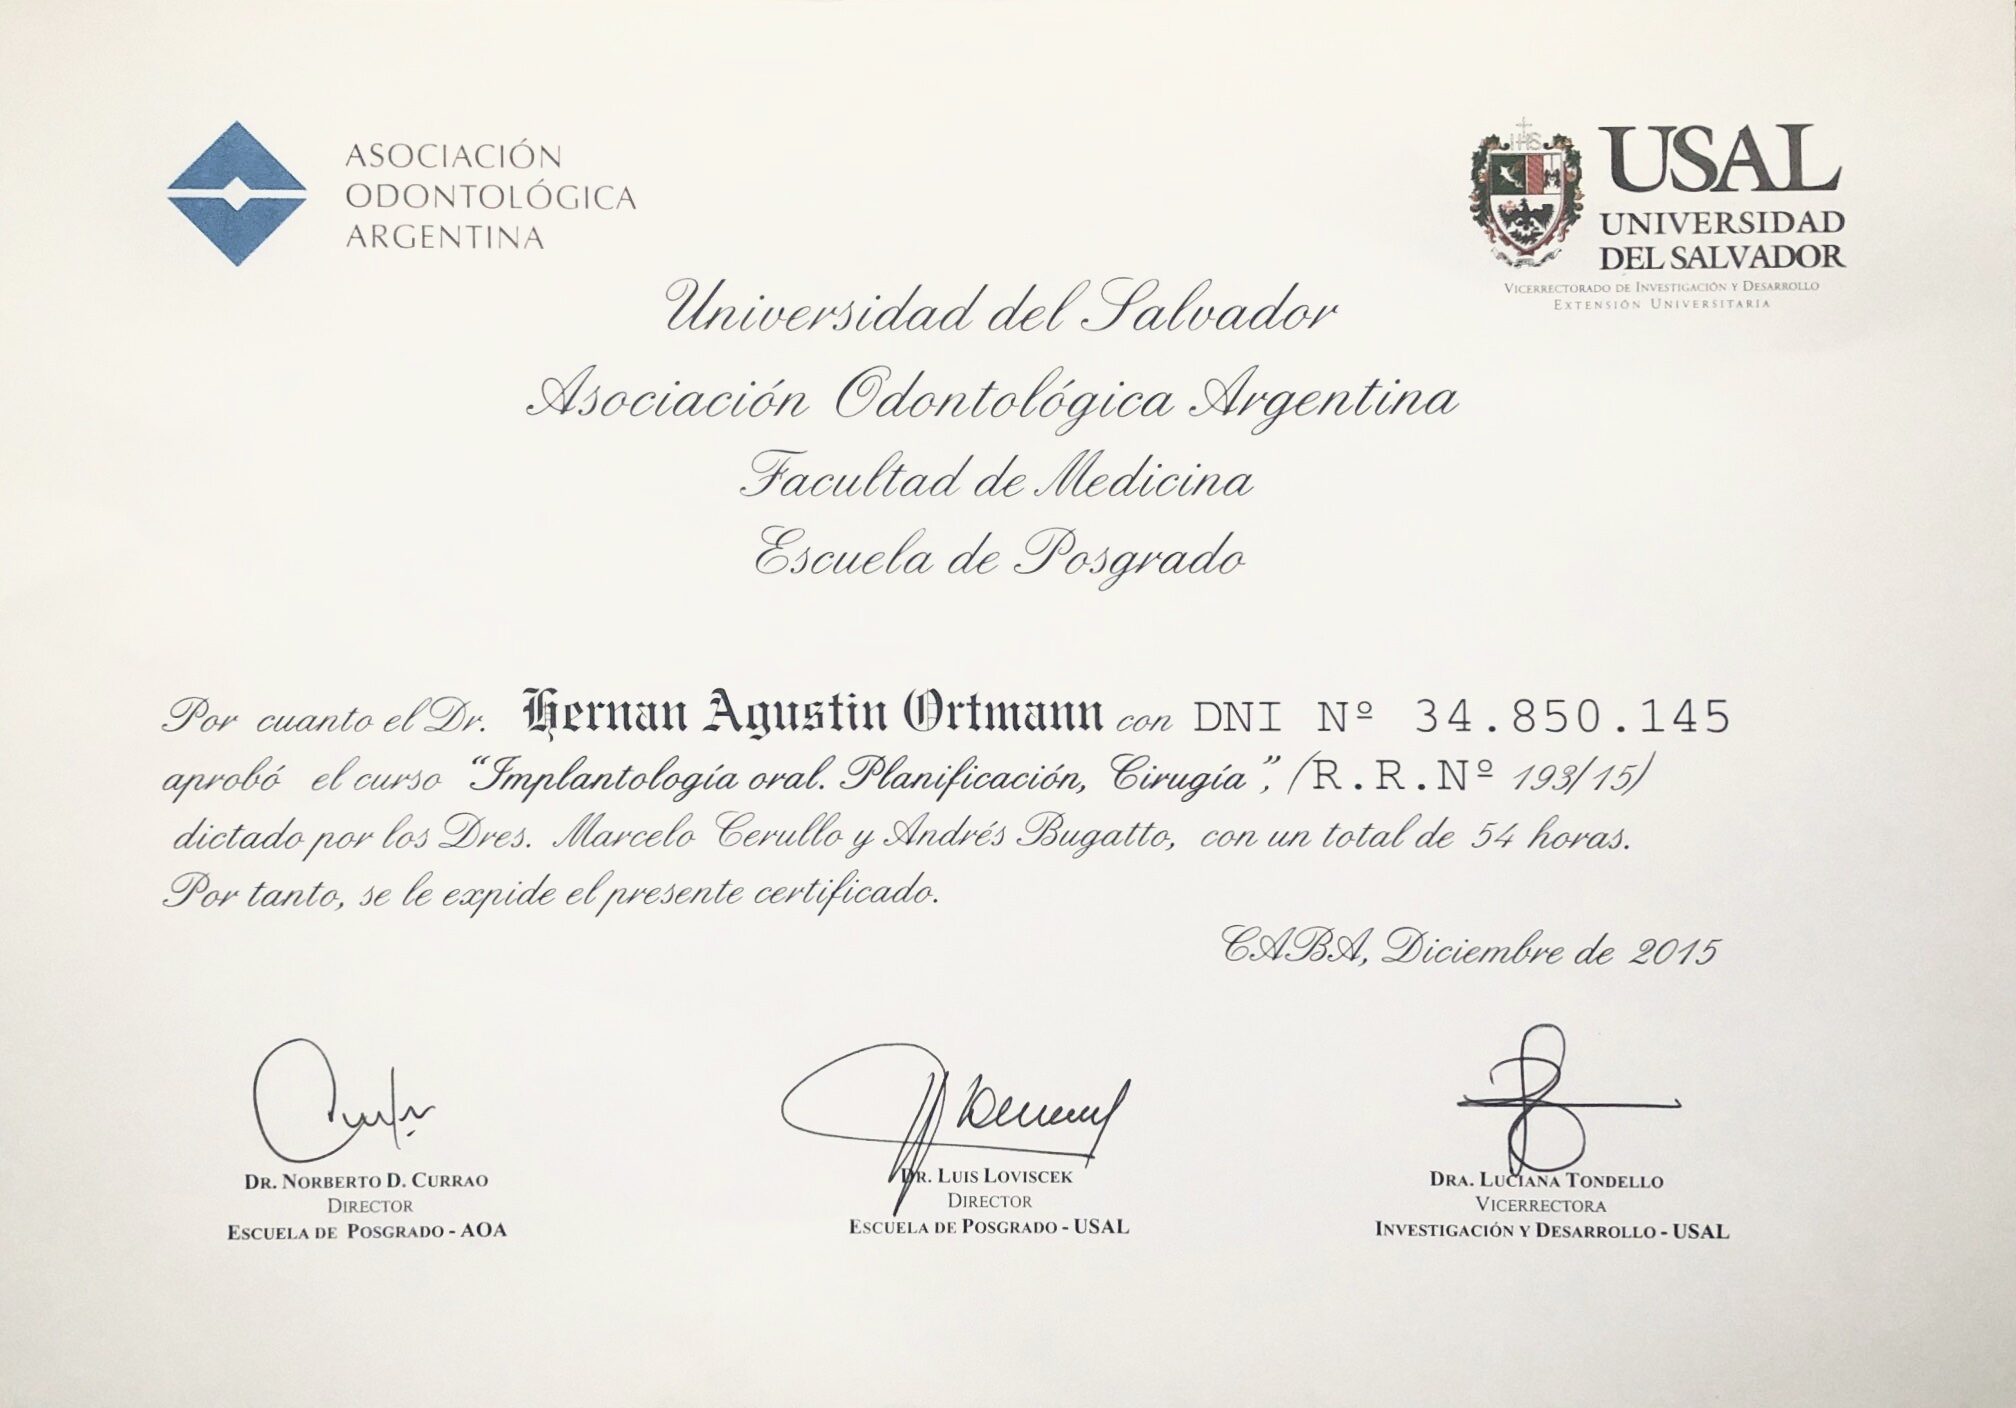 ASOCIACIÓN
ODONTOLÓGICA
ARGENTINA
IHS
USAL
UNIVERSIDAD
DEL SALVADOR
VICERRECTORADO DE INVESTIGACIÓN Y DESARROLLO
EXTENSIÓN UNIVERSITARIA
Universidad del Salvador
Asociación Odontológica Argentina
Facultad de Medicina
Escuela de Posgrado
Por cuanto el Dr. Hernan Agustin Ortmann con DNI Nº 34.850.145
aprobó el curso "Implantología oral. Planificación, Cirugía", (R.R.Nº 193/15)
dictado por los Dres. Marcelo Cerullo y Andrés Bugatto, con un total de 54 horas.
Por tanto, se le expide el presente certificado.
CABA, Diciembre de 2015
DR. NORBERTO D. CURRAO
DIRECTOR
ESCUELA DE POSGRADO - AOA
DR. LUIS LOVISCEK
DIRECTOR
ESCUELA DE POSGRADO - USAL
DRA. LUCIANA TONDELLO
VICERRECTORA
INVESTIGACIÓN Y DESARROLLO - USAL